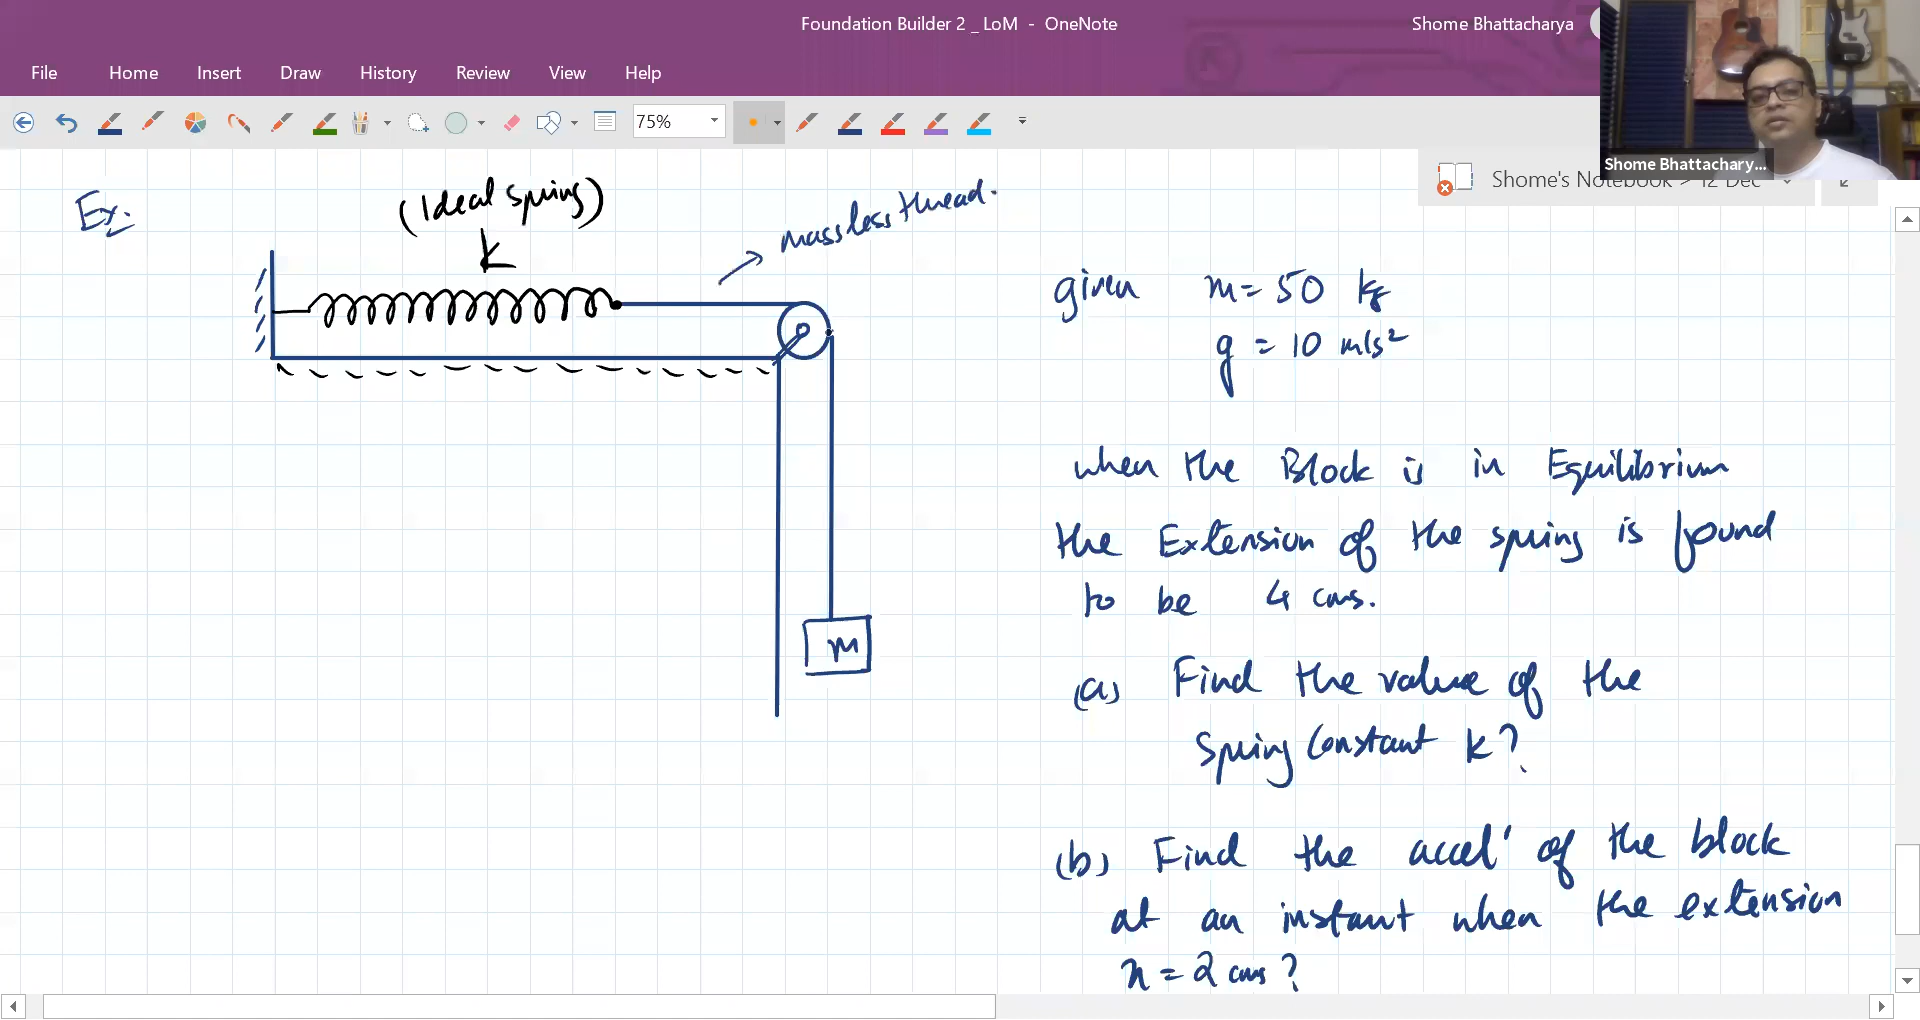 Foundation Builder 2 _ LoM - OneNote
Shome Bhattacharya
File Home Insert Draw History Review View Help
75%
Shome Bhattachary...
Shome's Notebook > 12 Dec
Ex:
(Ideal spring)
k
massless thread.
m
given m = 50 kg
g = 10 m/s²
when the Block is in Equilibrium
the Extension of the spring is found
to be 4 cms.
(a) Find the value of the
Spring Constant k?
(b) Find the accelⁿ of the block
at an instant when the extension
x = 2 cms?